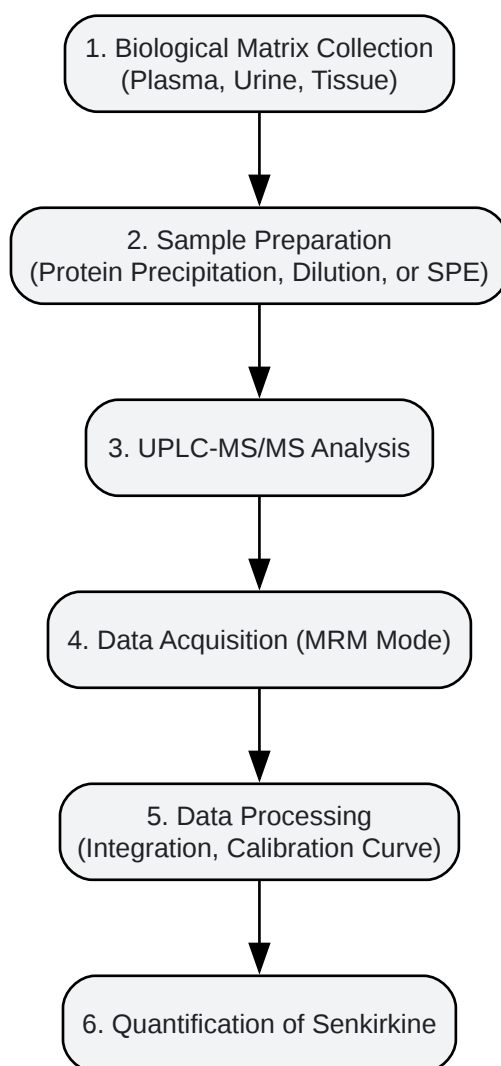 1. Biological Matrix Collection
(Plasma, Urine, Tissue)
2. Sample Preparation
(Protein Precipitation, Dilution, or SPE)
3. UPLC-MS/MS Analysis
4. Data Acquisition (MRM Mode)
5. Data Processing
(Integration, Calibration Curve)
6. Quantification of Senkirkine